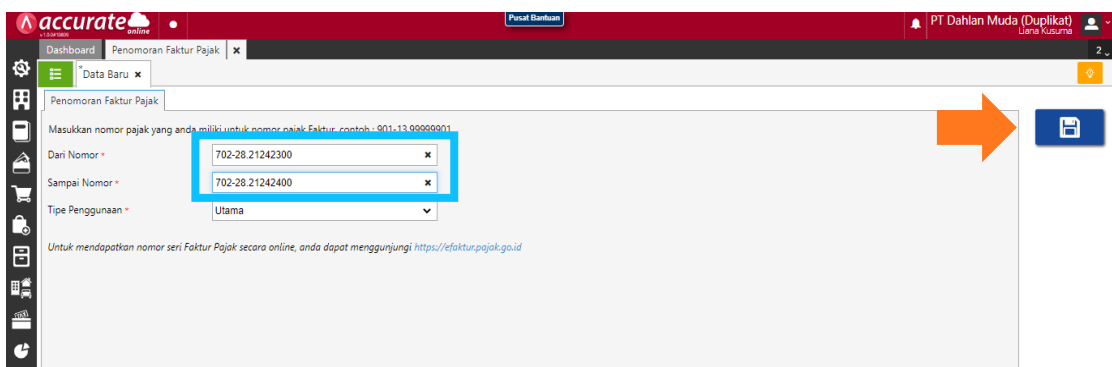 accurate
online
Pusat Bantuan
PT Dahlan Muda (Duplikat)
Liana Kusuma
Dashboard
Penomoran Faktur Pajak
2
*Data Baru
Penomoran Faktur Pajak
Masukkan nomor pajak yang anda miliki untuk nomor pajak Faktur, contoh : 901-13.99999901
Dari Nomor *
702-28.21242300
Sampai Nomor *
702-28.21242400
Tipe Penggunaan *
Utama
Untuk mendapatkan nomor seri Faktur Pajak secara online, anda dapat menggunjungi https://efaktur.pajak.go.id